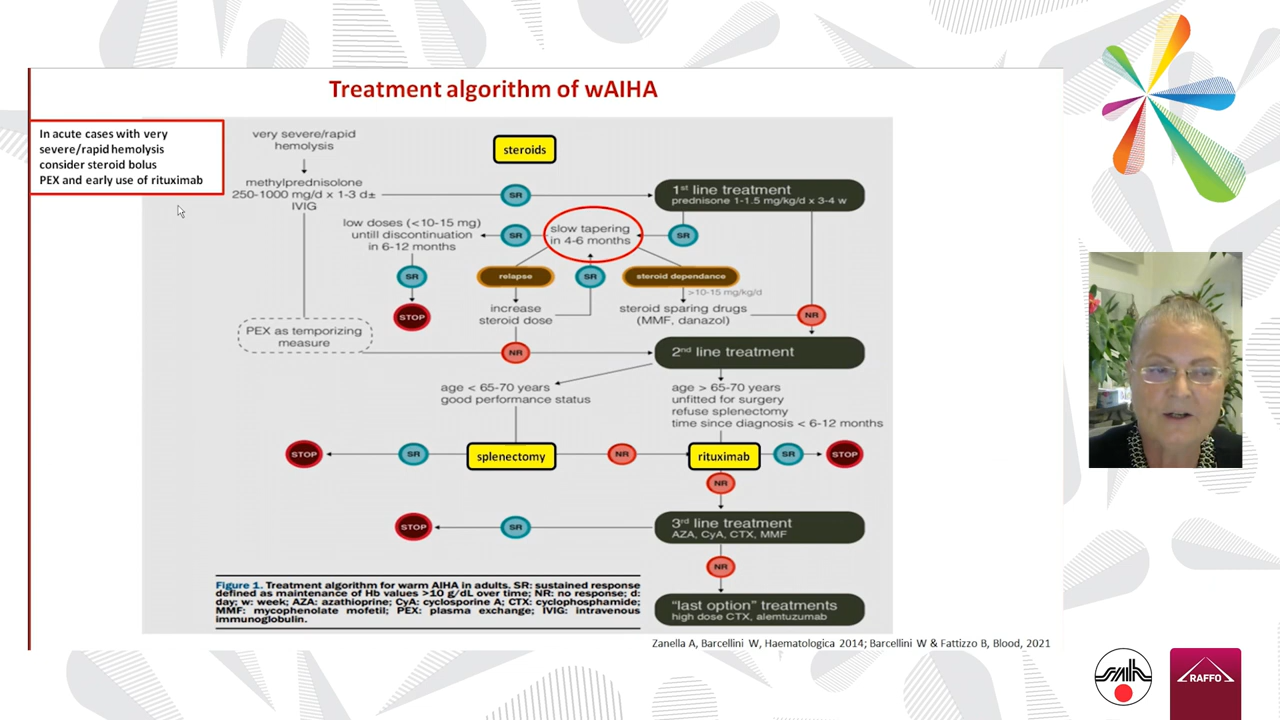 Treatment algorithm of wAIHA
In acute cases with very
severe/rapid hemolysis
consider steroid bolus
PEX and early use of rituximab
very severe/rapid
hemolysis
steroids
methylprednisolone
250-1000 mg/d x 1-3 d±
IVIG
SR
1st line treatment
prednisone 1-1.5 mg/kg/d x 3-4 w
low doses (<10-15 mg)
untill discontinuation
in 6-12 months
SR
slow tapering
in 4-6 months
SR
SR
relapse
SR
steroid dependance
>10-15 mg/kg/d
STOP
increase
steroid dose
steroid sparing drugs
(MMF, danazol)
NR
PEX as temporizing
measure
NR
2nd line treatment
age < 65-70 years
good performance status
age > 65-70 years
unfitted for surgery
refuse splenectomy
time since diagnosis < 6-12 months
STOP
SR
splenectomy
NR
rituximab
SR
STOP
NR
STOP
SR
3rd line treatment
AZA, CyA, CTX, MMF
NR
"last option" treatments
high dose CTX, alemtuzumab
Figure 1. Treatment algorithm for warm AIHA in adults. SR: sustained response
defined as maintenance of Hb values >10 g/dL over time; NR: no response; d:
day; w: week; AZA: azathioprine; CyA: cyclosporine A; CTX: cyclophosphamide;
MMF: mycophenolate mofetil; PEX: plasma exchange; IVIG: intravenous
immunoglobulin.
Zanella A, Barcellini W, Haematologica 2014; Barcellini W & Fattizzo B, Blood, 2021
RAFFO